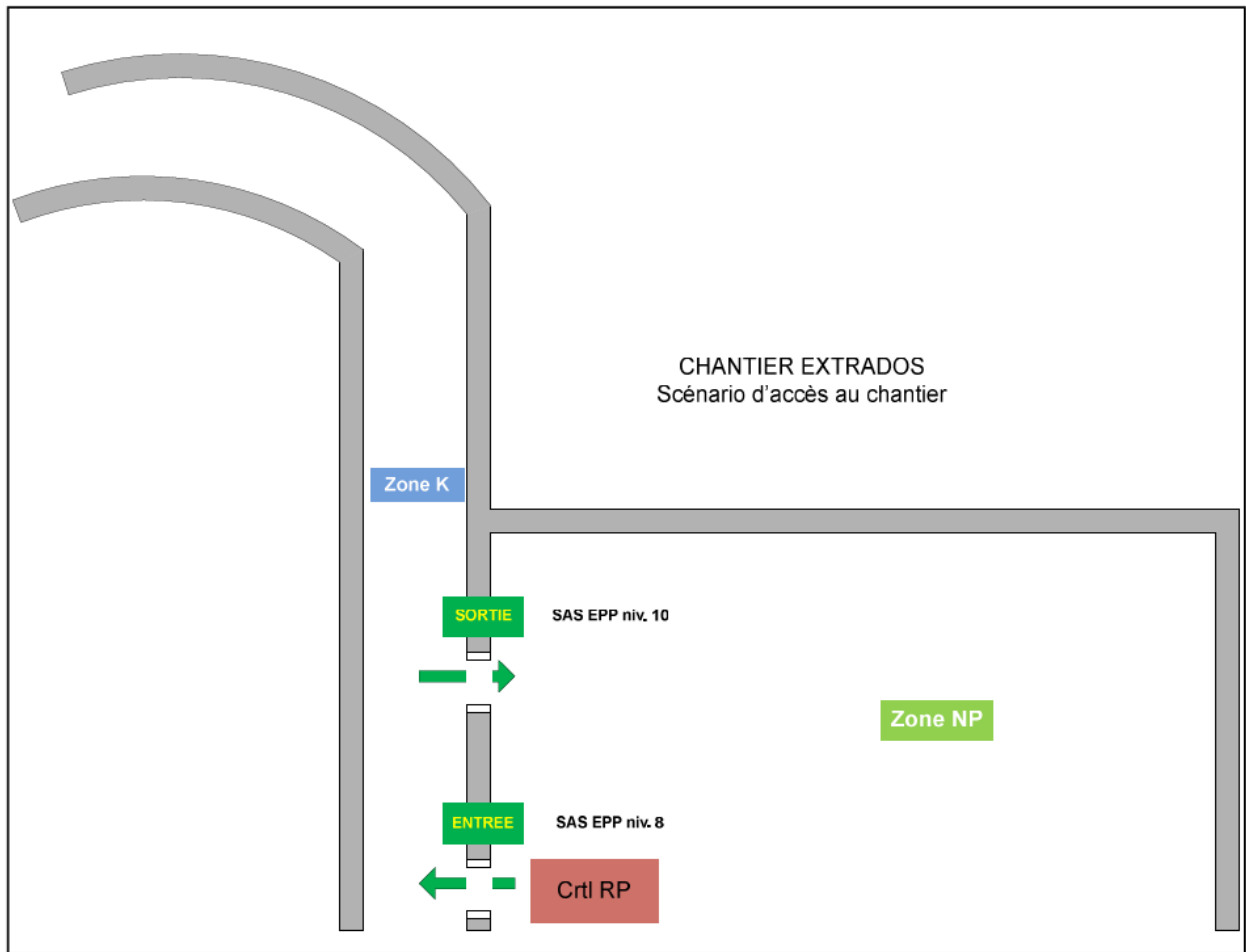 CHANTIER EXTRADOS
Scénario d'accès au chantier
Zone K
SORTIE
SAS EPP niv. 10
Zone NP
ENTREE
SAS EPP niv. 8
Crtl RP